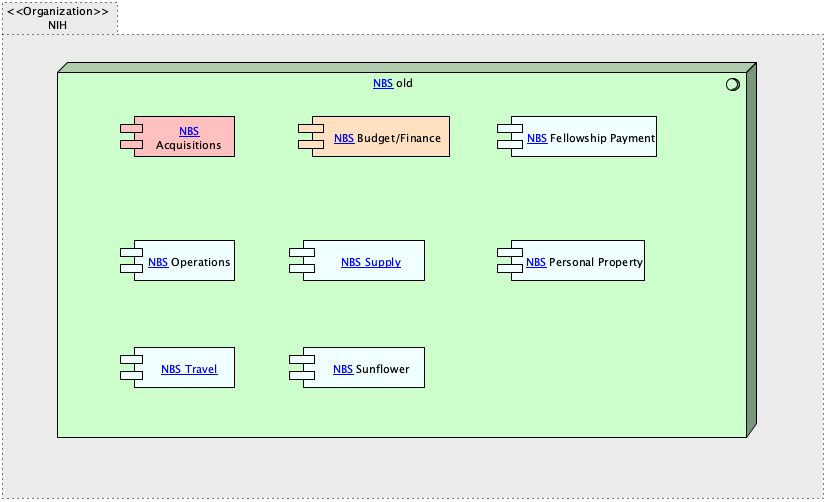 <<Organization>>
NIH
NBS old
NBS
Acquisitions
NBS Budget/Finance
NBS Fellowship Payment
NBS Operations
NBS Supply
NBS Personal Property
NBS Travel
NBS Sunflower